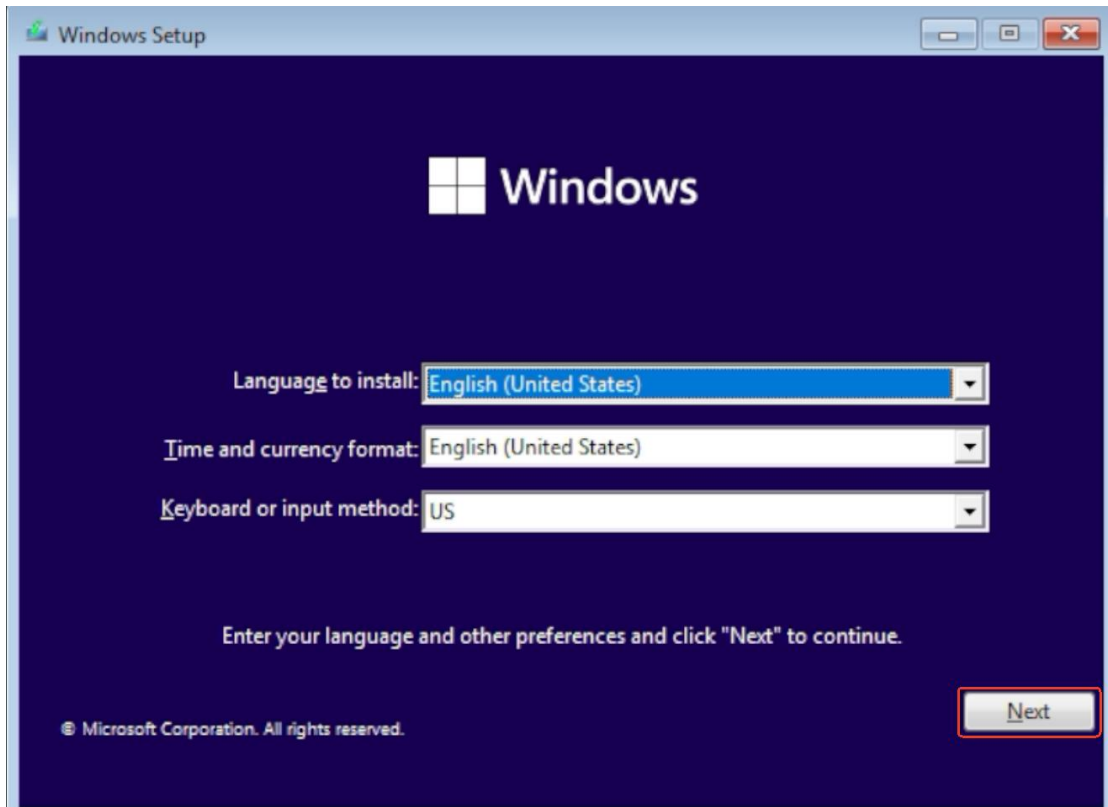 Windows Setup
Windows
Language to install: English (United States)
Time and currency format: English (United States)
Keyboard or input method: US
Enter your language and other preferences and click "Next" to continue.
Next
© Microsoft Corporation. All rights reserved.